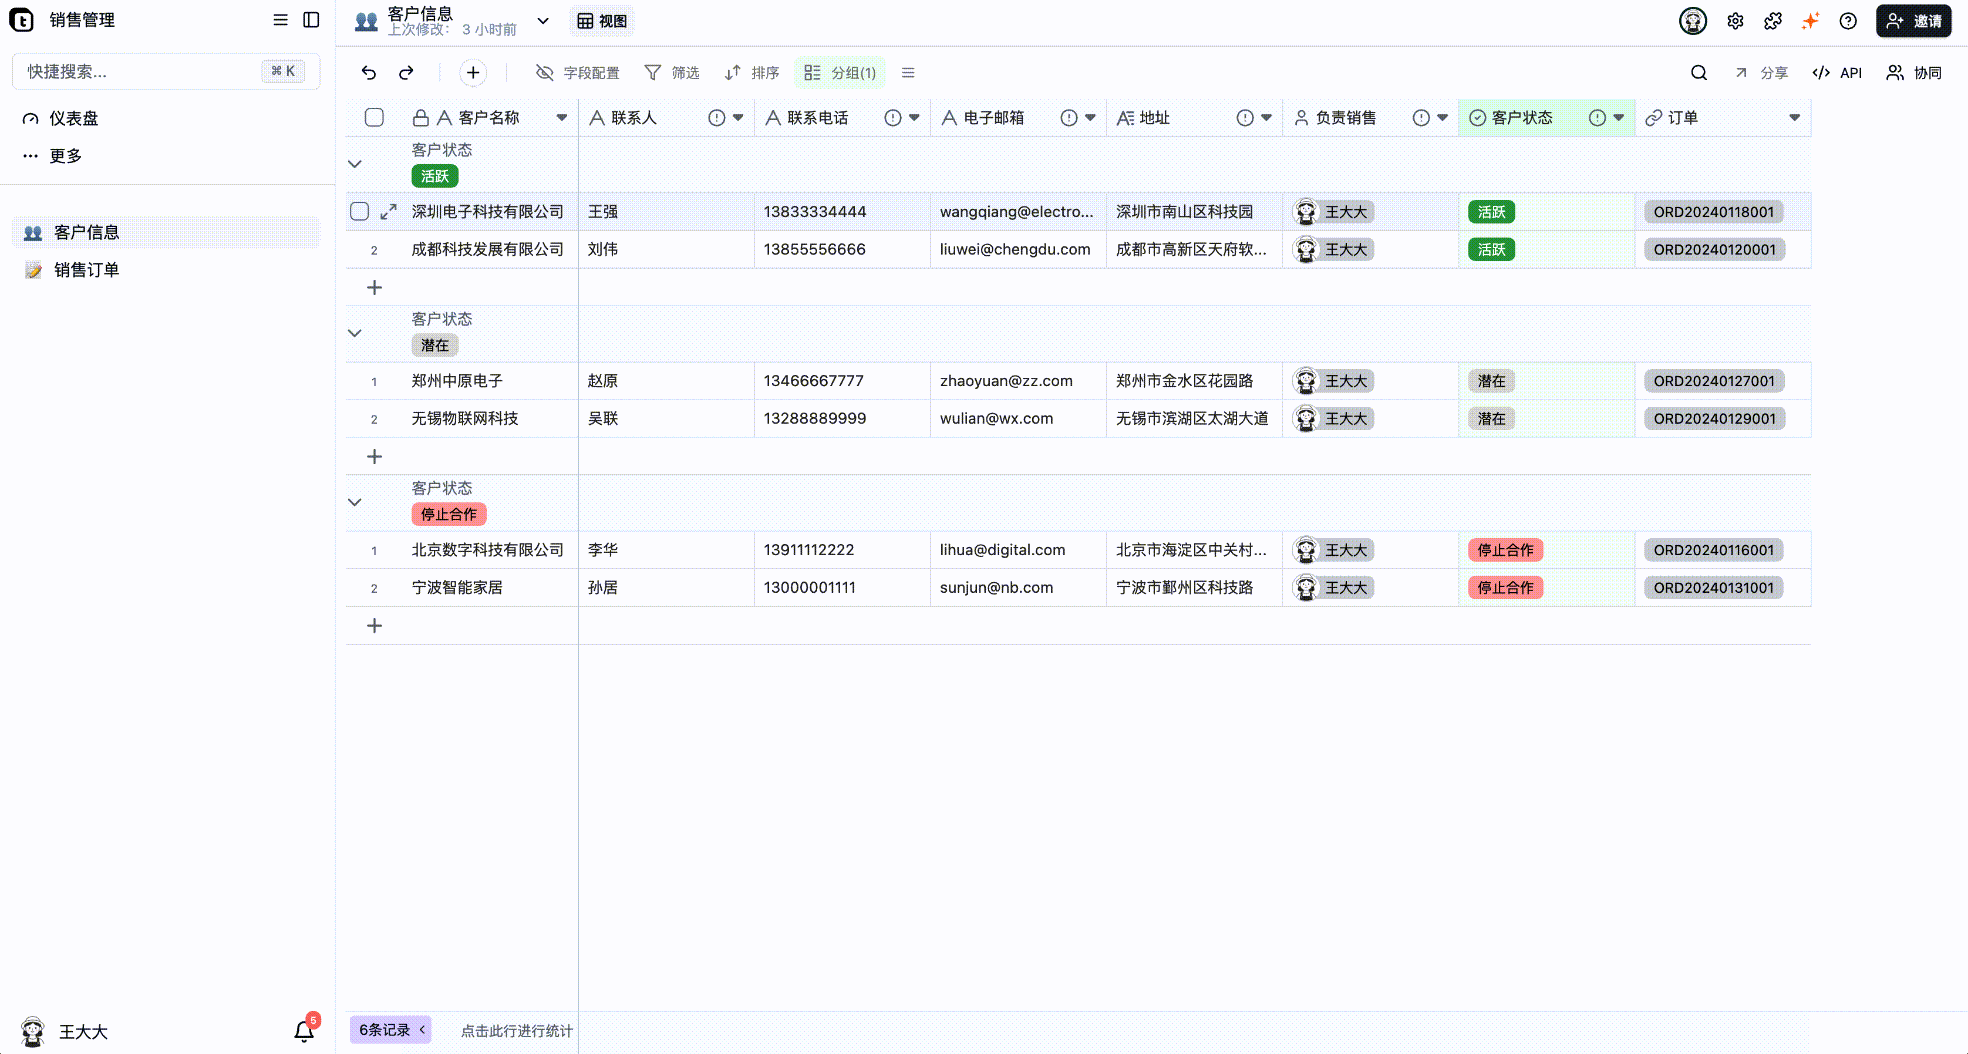 销售管理
快捷搜索...
⌘ K
仪表盘
更多
客户信息
销售订单
王大大
5
客户信息
上次修改： 3 小时前
视图
邀请
字段配置
筛选
排序
分组(1)
分享
API
协同
客户名称 联系人 联系电话 电子邮箱 地址 负责销售 客户状态 订单
客户状态
活跃
深圳电子科技有限公司 王强 13833334444 wangqiang@electro... 深圳市南山区科技园 王大大 活跃 ORD20240118001
2 成都科技发展有限公司 刘伟 13855556666 liuwei@chengdu.com 成都市高新区天府软... 王大大 活跃 ORD20240120001
客户状态
潜在
1 郑州中原电子 赵原 13466667777 zhaoyuan@zz.com 郑州市金水区花园路 王大大 潜在 ORD20240127001
2 无锡物联网科技 吴联 13288889999 wulian@wx.com 无锡市滨湖区太湖大道 王大大 潜在 ORD20240129001
客户状态
停止合作
1 北京数字科技有限公司 李华 13911112222 lihua@digital.com 北京市海淀区中关村... 王大大 停止合作 ORD20240116001
2 宁波智能家居 孙居 13000001111 sunjun@nb.com 宁波市鄞州区科技路 王大大 停止合作 ORD20240131001
6条记录
点击此行进行统计